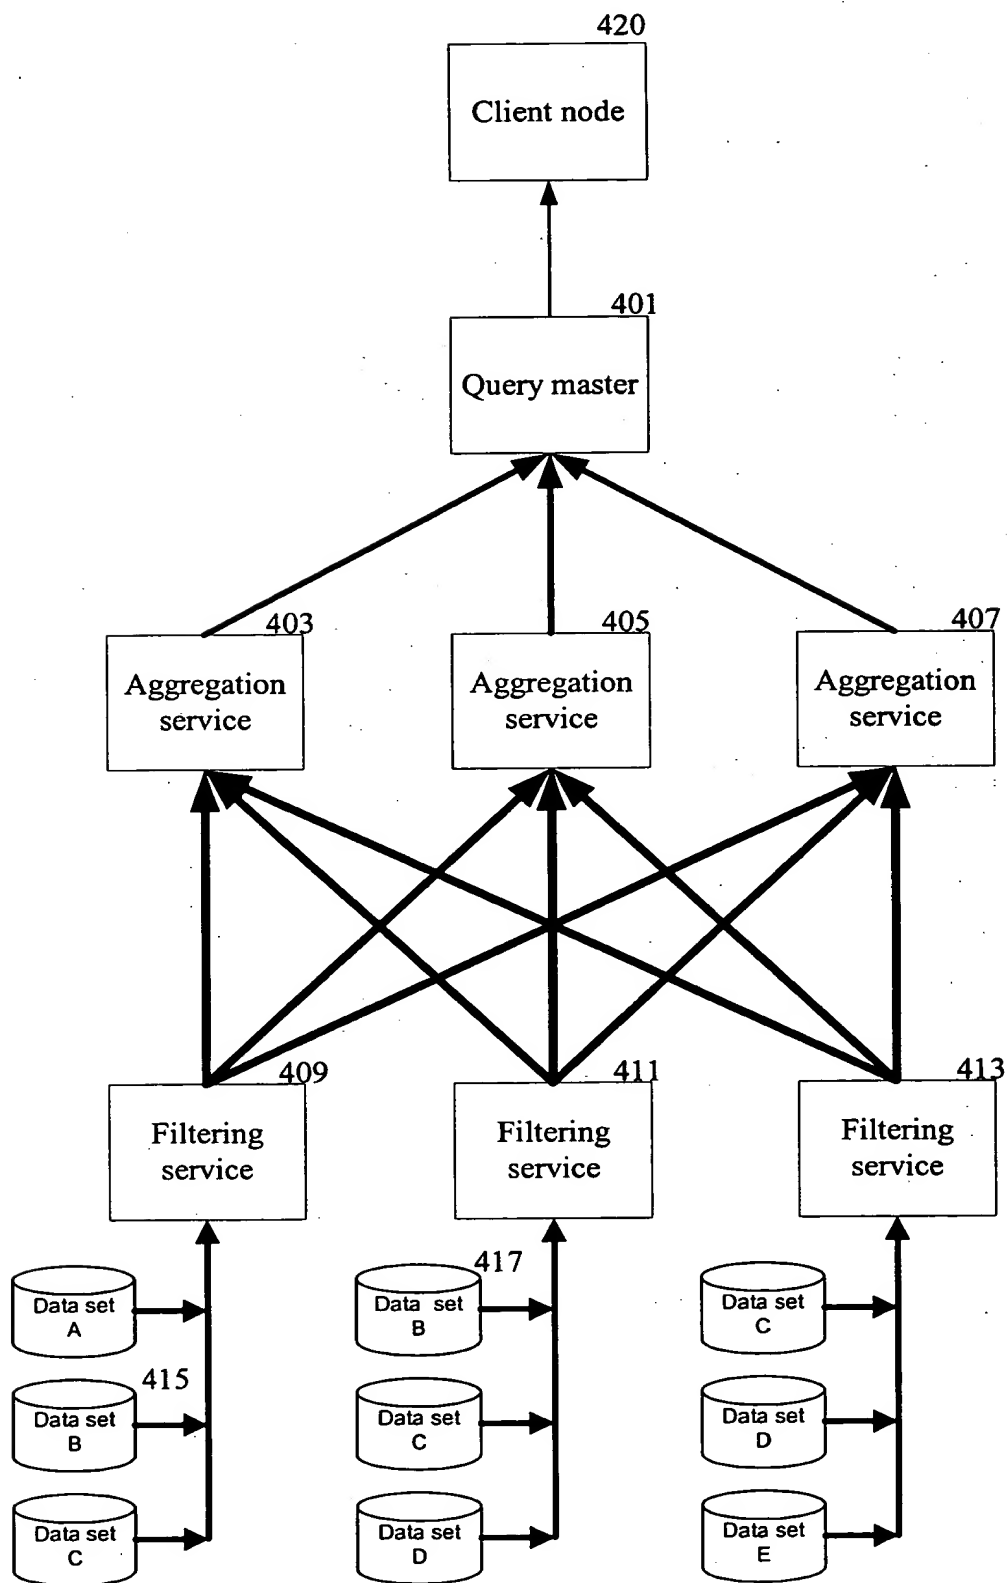 420
Client node
401
Query master
403
405
407
Aggregation
service
Aggregation
service
Aggregation
service
409
411
413
Filtering
service
Filtering
service
Filtering
service
Data set
A
415
Data set
B
Data set
C
417
Data set
B
Data set
C
Data set
D
Data set
C
Data set
D
Data set
E